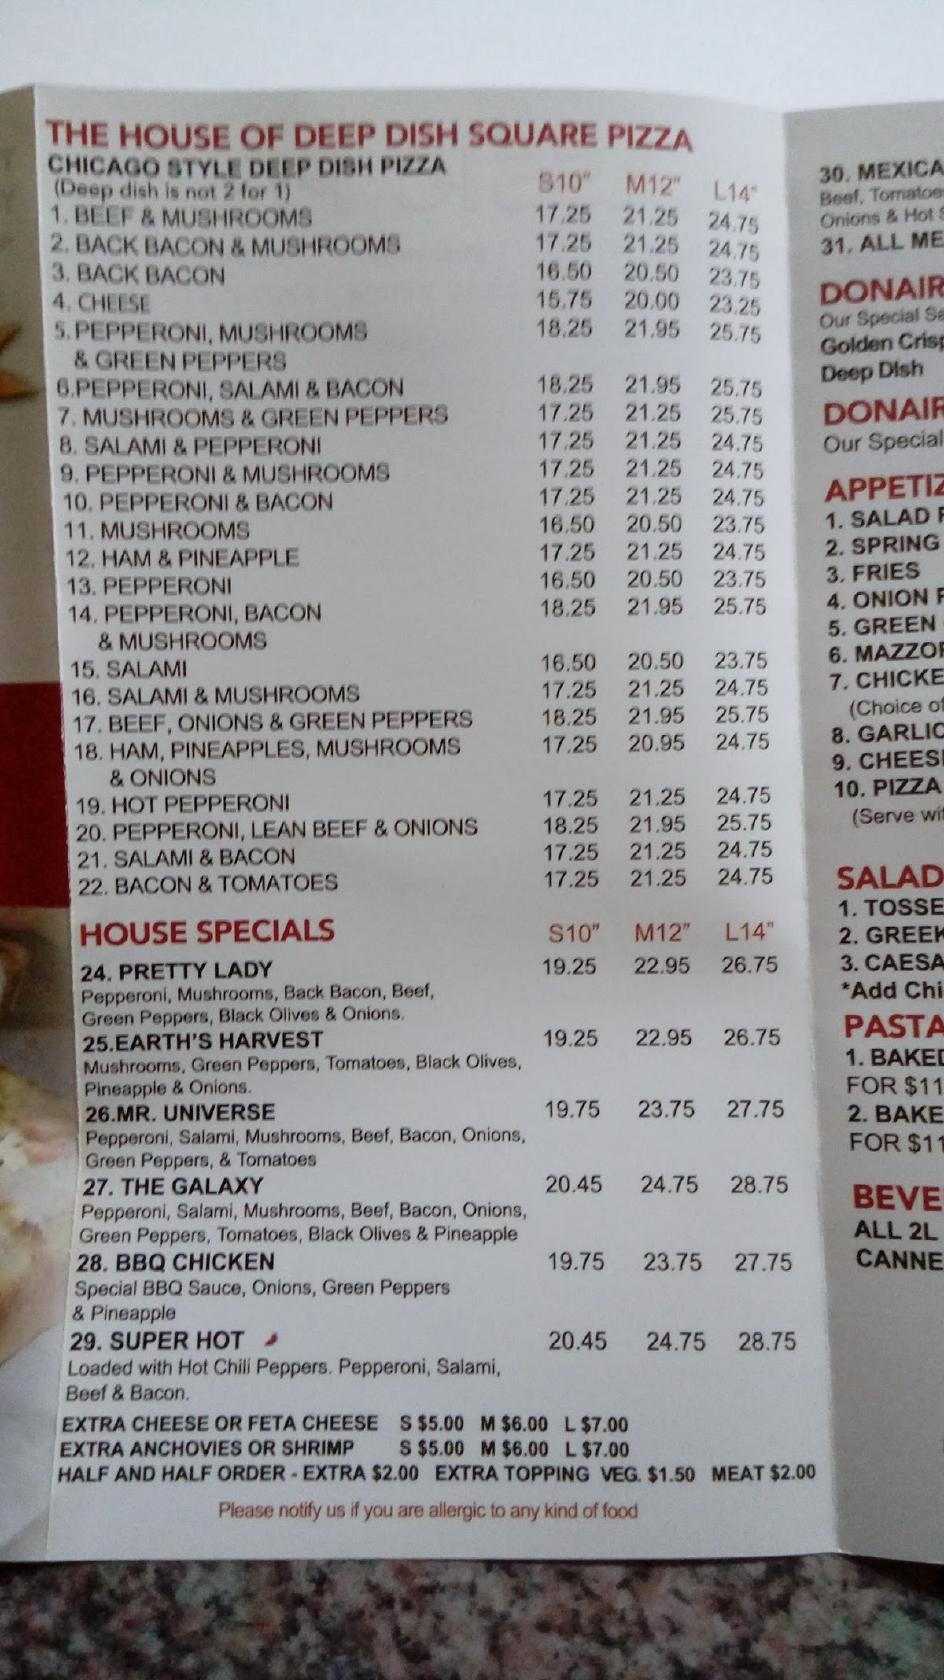 THE HOUSE OF DEEP DISH SQUARE PIZZA
CHICAGO STYLE DEEP DISH PIZZA
(Deep dish is not 2 for 1) S10" M12" L14"
1. BEEF & MUSHROOMS 17.25 21.25 24.75
2. BACK BACON & MUSHROOMS 17.25 21.25 24.75
3. BACK BACON 16.50 20.50 23.75
4. CHEESE 15.75 20.00 23.25
5. PEPPERONI, MUSHROOMS 18.25 21.95 25.75
& GREEN PEPPERS
6.PEPPERONI, SALAMI & BACON 18.25 21.95 25.75
7. MUSHROOMS & GREEN PEPPERS 17.25 21.25 25.75
8. SALAMI & PEPPERONI 17.25 21.25 24.75
9. PEPPERONI & MUSHROOMS 17.25 21.25 24.75
10. PEPPERONI & BACON 17.25 21.25 24.75
11. MUSHROOMS 16.50 20.50 23.75
12. HAM & PINEAPPLE 17.25 21.25 24.75
13. PEPPERONI 16.50 20.50 23.75
14. PEPPERONI, BACON 18.25 21.95 25.75
& MUSHROOMS
15. SALAMI 16.50 20.50 23.75
16. SALAMI & MUSHROOMS 17.25 21.25 24.75
17. BEEF, ONIONS & GREEN PEPPERS 18.25 21.95 25.75
18. HAM, PINEAPPLES, MUSHROOMS 17.25 20.95 24.75
& ONIONS
19. HOT PEPPERONI 17.25 21.25 24.75
20. PEPPERONI, LEAN BEEF & ONIONS 18.25 21.95 25.75
21. SALAMI & BACON 17.25 21.25 24.75
22. BACON & TOMATOES 17.25 21.25 24.75
HOUSE SPECIALS S10" M12" L14"
24. PRETTY LADY 19.25 22.95 26.75
Pepperoni, Mushrooms, Back Bacon, Beef,
Green Peppers, Black Olives & Onions.
25.EARTH'S HARVEST 19.25 22.95 26.75
Mushrooms, Green Peppers, Tomatoes, Black Olives,
Pineapple & Onions.
26.MR. UNIVERSE 19.75 23.75 27.75
Pepperoni, Salami, Mushrooms, Beef, Bacon, Onions,
Green Peppers, & Tomatoes
27. THE GALAXY 20.45 24.75 28.75
Pepperoni, Salami, Mushrooms, Beef, Bacon, Onions,
Green Peppers, Tomatoes, Black Olives & Pineapple
28. BBQ CHICKEN 19.75 23.75 27.75
Special BBQ Sauce, Onions, Green Peppers
& Pineapple
29. SUPER HOT 20.45 24.75 28.75
Loaded with Hot Chili Peppers. Pepperoni, Salami,
Beef & Bacon.
EXTRA CHEESE OR FETA CHEESE S $5.00 M $6.00 L $7.00
EXTRA ANCHOVIES OR SHRIMP S $5.00 M $6.00 L $7.00
HALF AND HALF ORDER - EXTRA $2.00 EXTRA TOPPING VEG. $1.50 MEAT $2.00
Please notify us if you are allergic to any kind of food
30. MEXICA
Beef, Tomatoe
Onions & Hot S
31. ALL ME
DONAIR
Our Special Sa
Golden Crisp
Deep Dish
DONAIR
Our Special
APPETIZ
1. SALAD
2. SPRING
3. FRIES
4. ONION
5. GREEN
6. MAZZO
7. CHICKE
(Choice of
8. GARLIC
9. CHEES
10. PIZZA
(Serve wit
SALAD
1. TOSSE
2. GREEK
3. CAESA
*Add Chi
PASTA
1. BAKED
FOR $11
2. BAKE
FOR $11
BEVE
ALL 2L
CANNE